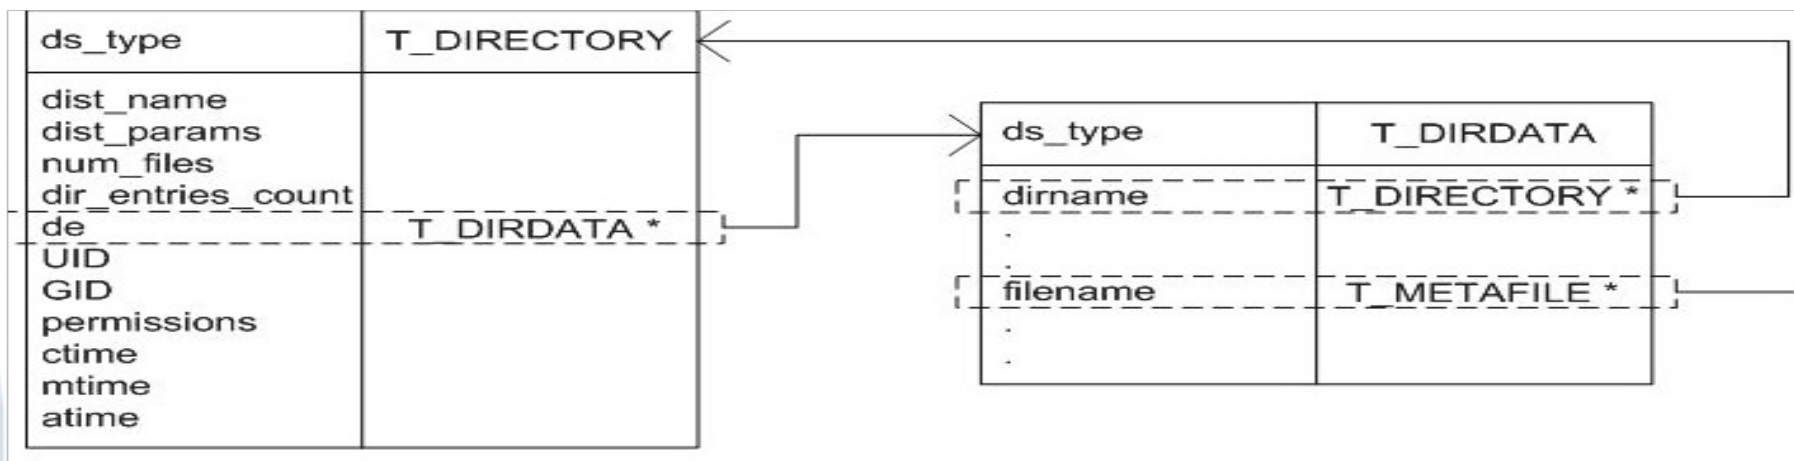 ds_type T_DIRECTORY
dist_name
dist_params
num_files
dir_entries_count
de T_DIRDATA *
UID
GID
permissions
ctime
mtime
atime
ds_type T_DIRDATA
dirname T_DIRECTORY *
.
.
filename T_METAFILE *
.
.